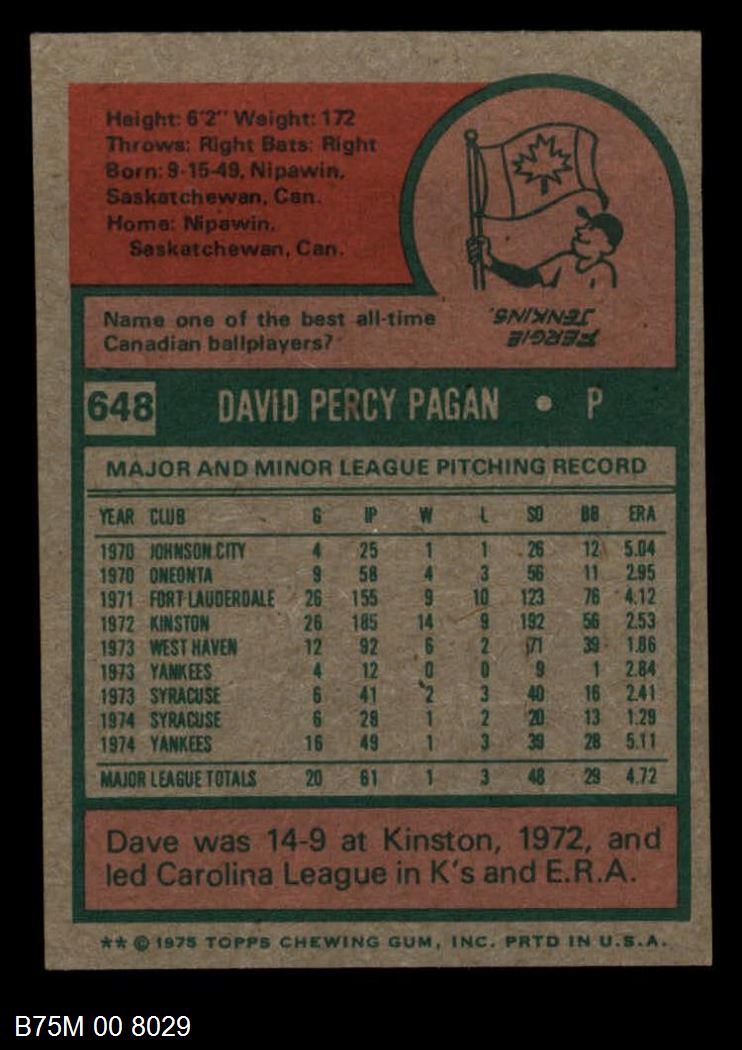 Height: 6'2" Weight: 172
Throws: Right Bats: Right
Born: 9-15-49, Nipawin,
Saskatchewan, Can.
Home: Nipawin,
Saskatchewan, Can.
Name one of the best all-time
Canadian ballplayers?
FERGIE
JENKINS.
648 DAVID PERCY PAGAN • P
MAJOR AND MINOR LEAGUE PITCHING RECORD
YEAR CLUB G IP W L SO BB ERA
1970 JOHNSON CITY 4 25 1 1 26 12 5.04
1970 ONEONTA 9 58 4 3 56 11 2.95
1971 FORT LAUDERDALE 26 155 9 10 123 76 4.12
1972 KINSTON 26 185 14 9 192 56 2.53
1973 WEST HAVEN 12 92 6 2 71 39 1.86
1973 YANKEES 4 12 0 0 9 1 2.84
1973 SYRACUSE 6 41 2 3 40 16 2.41
1974 SYRACUSE 6 28 1 2 20 13 1.29
1974 YANKEES 16 49 1 3 39 28 5.11
MAJOR LEAGUE TOTALS 20 61 1 3 48 29 4.72
Dave was 14-9 at Kinston, 1972, and
led Carolina League in K's and E.R.A.
** © 1975 TOPPS CHEWING GUM, INC. PRTD IN U.S.A.
B75M 00 8029